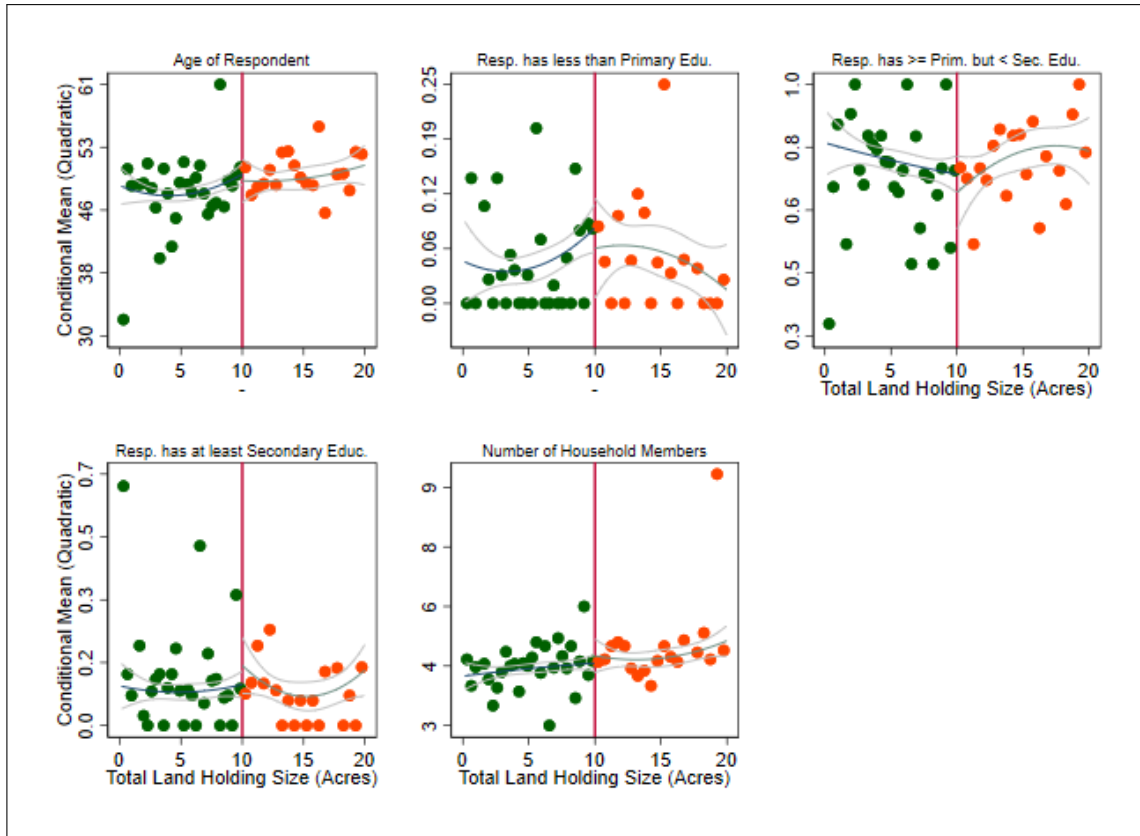 Age of Respondent
Resp. has less than Primary Edu.
Resp. has >= Prim. but < Sec. Edu.
Conditional Mean (Quadratic)
61
53
46
38
30
0 5 10 15 20
-
0.25
0.19
0.12
0.06
0.00
0 5 10 15 20
-
1.0
0.8
0.6
0.5
0.3
0 5 10 15 20
Total Land Holding Size (Acres)
Resp. has at least Secondary Educ.
Number of Household Members
Conditional Mean (Quadratic)
0.7
0.5
0.3
0.2
0.0
0 5 10 15 20
Total Land Holding Size (Acres)
9
8
6
4
3
0 5 10 15 20
Total Land Holding Size (Acres)